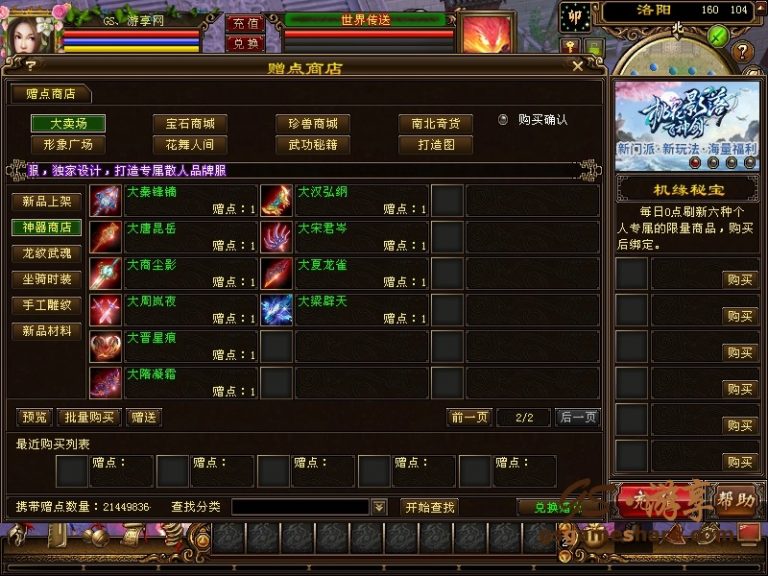 GS、游享网
充值
兑换
世界传送
卯
洛阳 160 104
北
赠点商店
赠点商店
大卖场 宝石商城 珍兽商城 南北奇货 购买确认
形象广场 花舞人间 武功秘籍 打造图
服，独家设计，打造专属散人品牌服
新品上架
神器商店
龙纹武魂
坐骑时装
手工雕纹
新品材料
大秦锋镝 赠点：1
大汉弘纲 赠点：1
大唐昆岳 赠点：1
大宋君岑 赠点：1
大商尘影 赠点：1
大夏龙雀 赠点：1
大周岚夜 赠点：1
大梁辟天 赠点：1
大晋星痕 赠点：1
大隋凝霜 赠点：1
预览 批量购买 赠送 前一页 2/2 后一页
最近购买列表
赠点： 赠点： 赠点： 赠点： 赠点：
携带赠点数量：21449836 查找分类 开始查找
新门派·新玩法·海量福利
机缘秘宝
每日0点刷新六种个
人专属的限量商品，购买
后绑定。
购买
购买
购买
购买
购买
购买
帮助